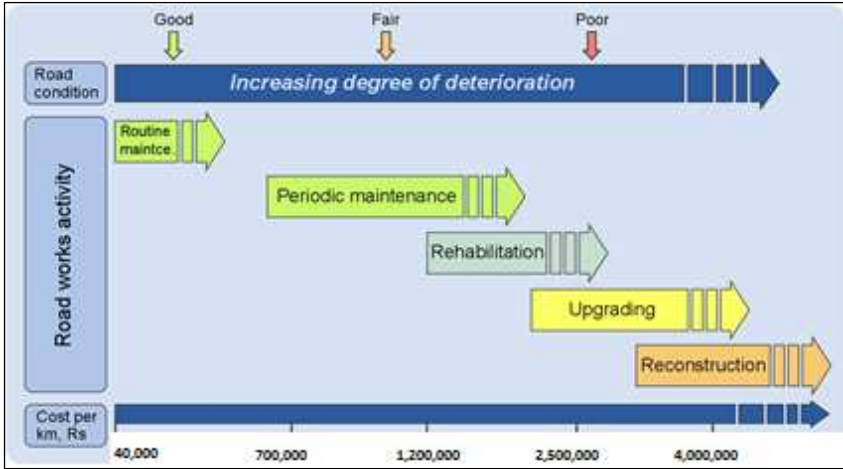 Good Fair Poor
Road
condition
Increasing degree of deterioration
Road works activity
Routine
maintce.
Periodic maintenance
Rehabilitation
Upgrading
Reconstruction
Cost per
km, Rs
40,000 700,000 1,200,000 2,500,000 4,000,000